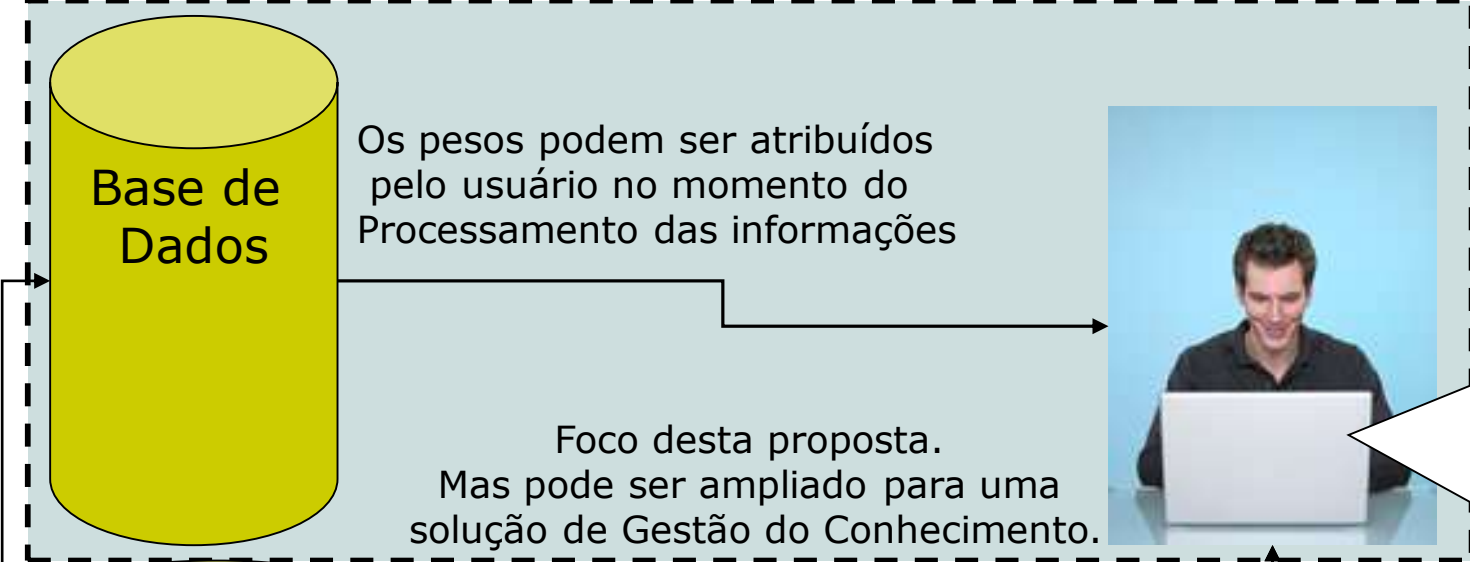 Base de
Dados
Os pesos podem ser atribuídos
pelo usuário no momento do
Processamento das informações
Foco desta proposta.
Mas pode ser ampliado para uma
solução de Gestão do Conhecimento.